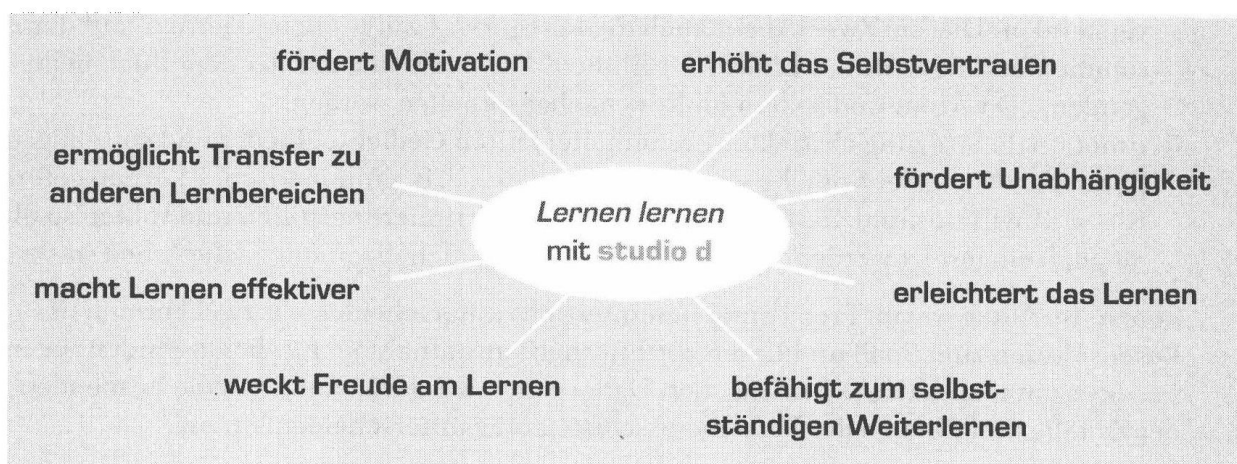 fördert Motivation
erhöht das Selbstvertrauen
ermöglicht Transfer zu
anderen Lernbereichen
fördert Unabhängigkeit
Lernen lernen
mit studio d
macht Lernen effektiver
erleichtert das Lernen
weckt Freude am Lernen
befähigt zum selbst-
ständigen Weiterlernen